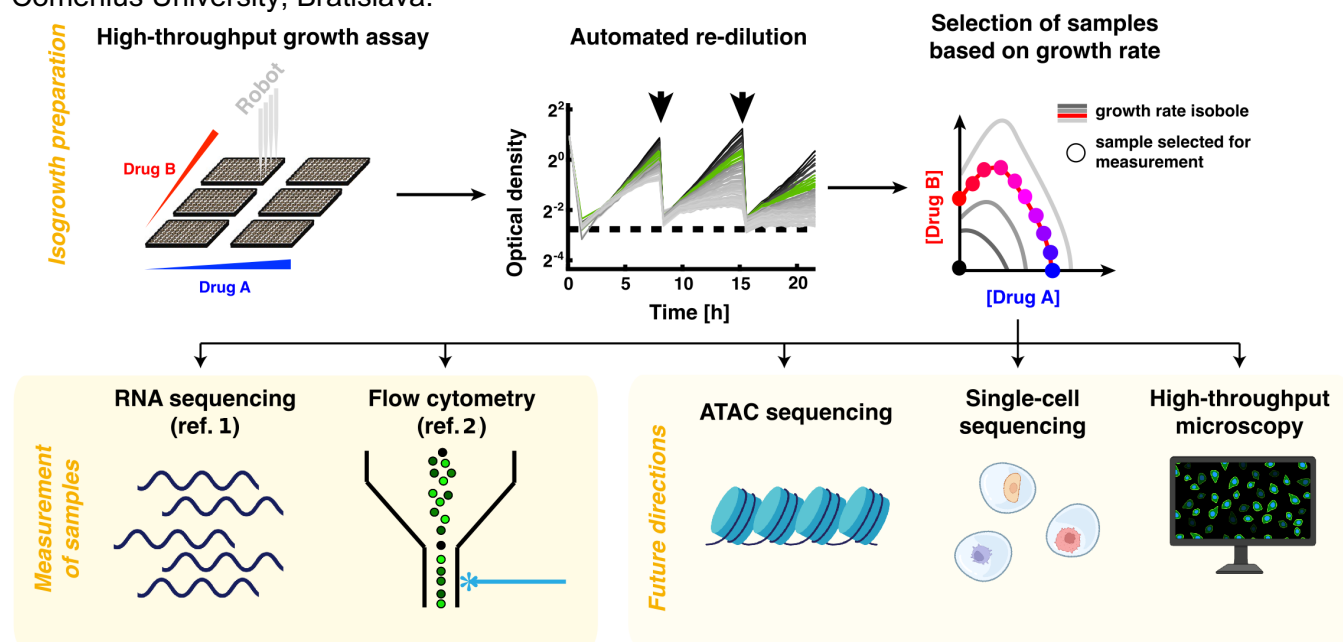 Comenius University, Bratislava.
Isogrowth preparation
High-throughput growth assay
Robot
Drug B
Drug A
Automated re-dilution
Optical density
2²
2⁰
2⁻²
2⁻⁴
0 5 10 15 20
Time [h]
Selection of samples
based on growth rate
growth rate isobole
sample selected for
measurement
[Drug B]
[Drug A]
Measurement
of samples
RNA sequencing
(ref. 1)
Flow cytometry
(ref. 2)
Future directions
ATAC sequencing
Single-cell
sequencing
High-throughput
microscopy